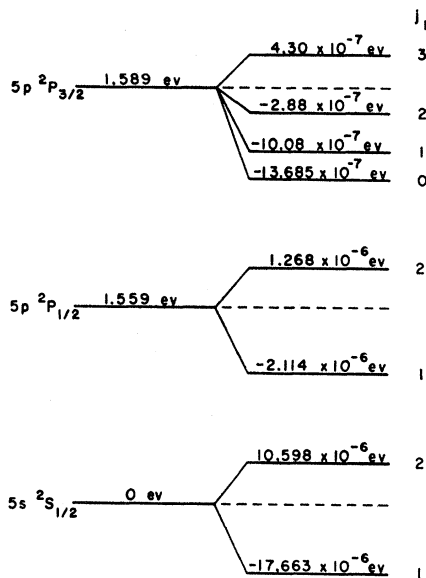 j
4.30 x 10⁻⁷ ev 3
5p ²P₃/₂ 1.589 ev
-2.88 x 10⁻⁷ ev 2
-10.08 x 10⁻⁷ ev 1
-13.685 x 10⁻⁷ ev 0
1.268 x 10⁻⁶ ev 2
5p ²P₁/₂ 1.559 ev
-2.114 x 10⁻⁶ ev 1
10.598 x 10⁻⁶ ev 2
5s ²S₁/₂ 0 ev
-17.663 x 10⁻⁶ ev 1